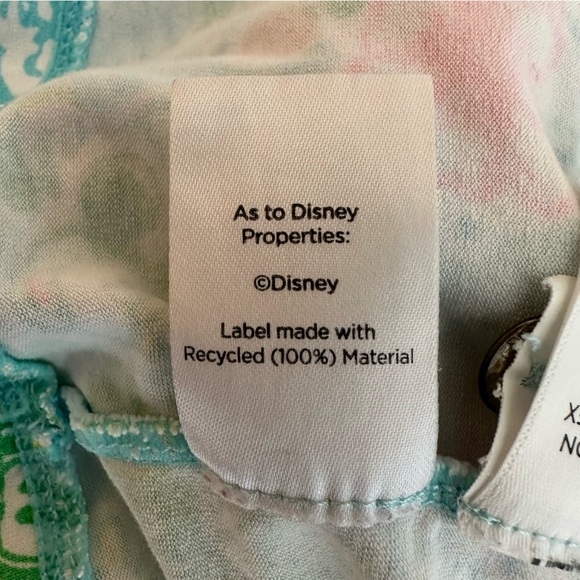 As to Disney
Properties:
©Disney
Label made with
Recycled (100%) Material